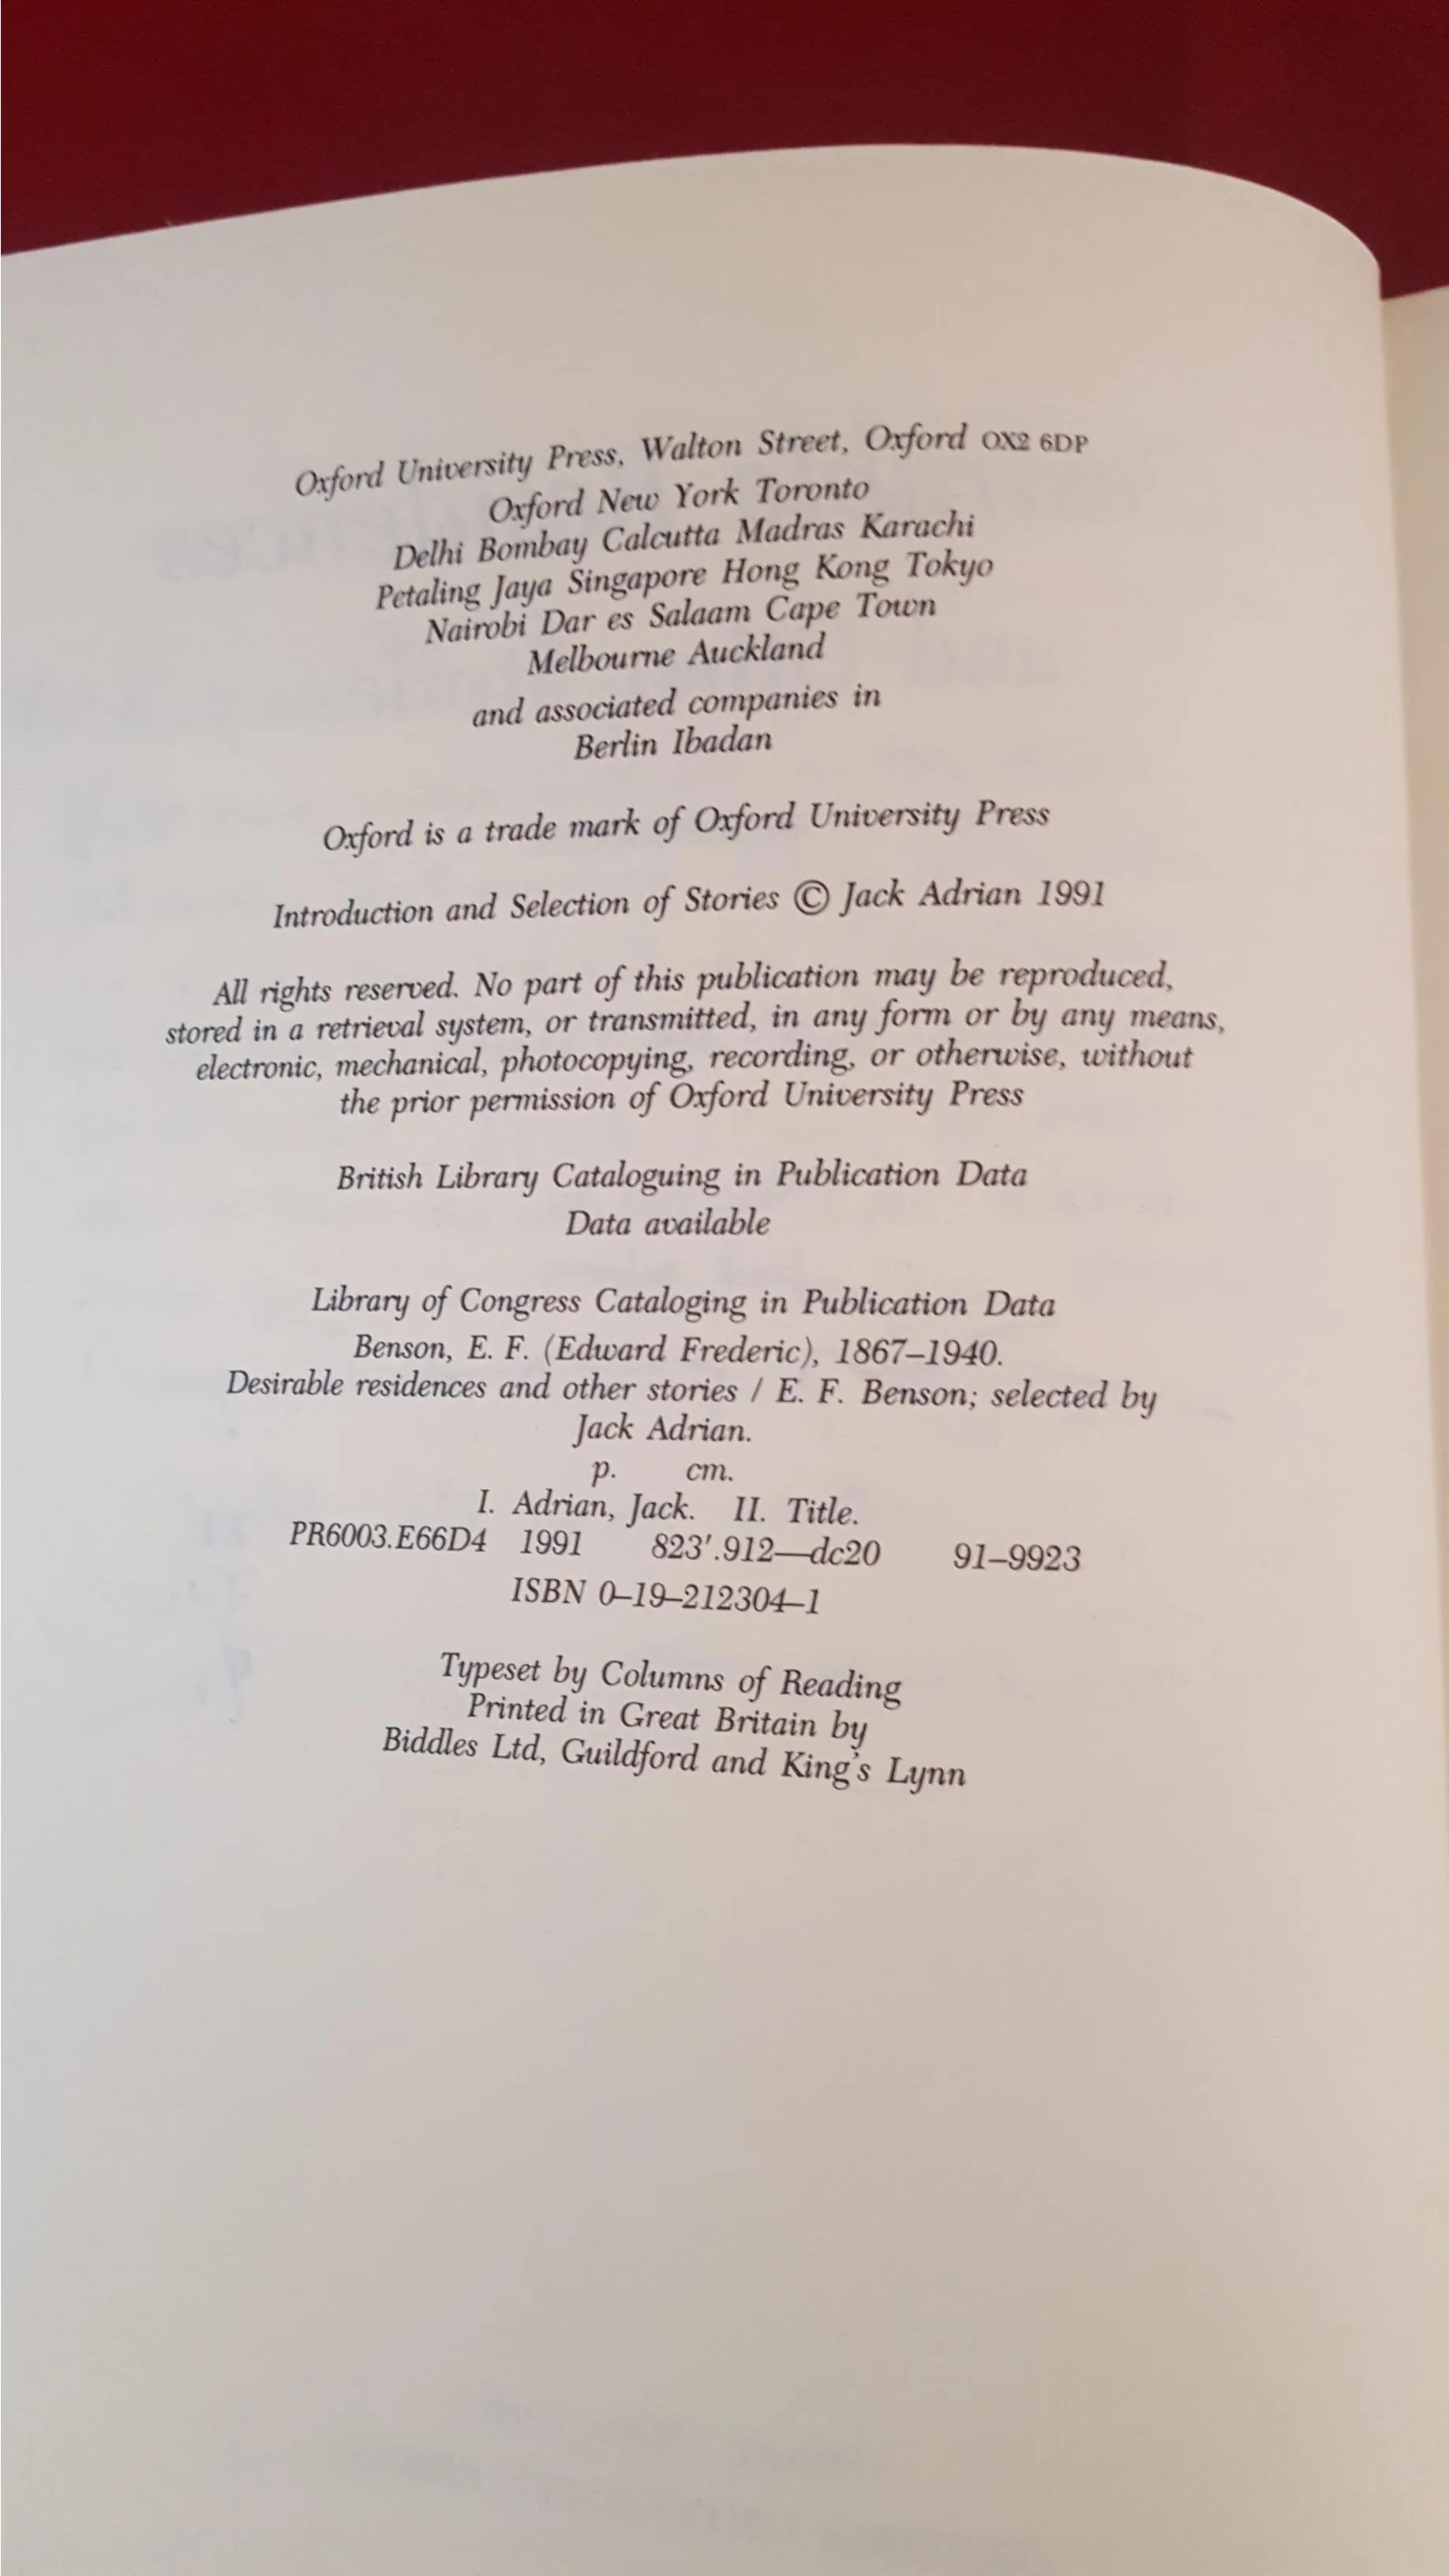 Oxford University Press, Walton Street, Oxford OX2 6DP
Oxford New York Toronto
Delhi Bombay Calcutta Madras Karachi
Petaling Jaya Singapore Hong Kong Tokyo
Nairobi Dar es Salaam Cape Town
Melbourne Auckland
and associated companies in
Berlin Ibadan
Oxford is a trade mark of Oxford University Press
Introduction and Selection of Stories © Jack Adrian 1991
All rights reserved. No part of this publication may be reproduced,
stored in a retrieval system, or transmitted, in any form or by any means,
electronic, mechanical, photocopying, recording, or otherwise, without
the prior permission of Oxford University Press
British Library Cataloguing in Publication Data
Data available
Library of Congress Cataloging in Publication Data
Benson, E. F. (Edward Frederic), 1867–1940.
Desirable residences and other stories / E. F. Benson; selected by
Jack Adrian.
p. cm.
I. Adrian, Jack. II. Title.
PR6003.E66D4 1991 823′.912—dc20 91–9923
ISBN 0–19–212304–1
Typeset by Columns of Reading
Printed in Great Britain by
Biddles Ltd, Guildford and King's Lynn